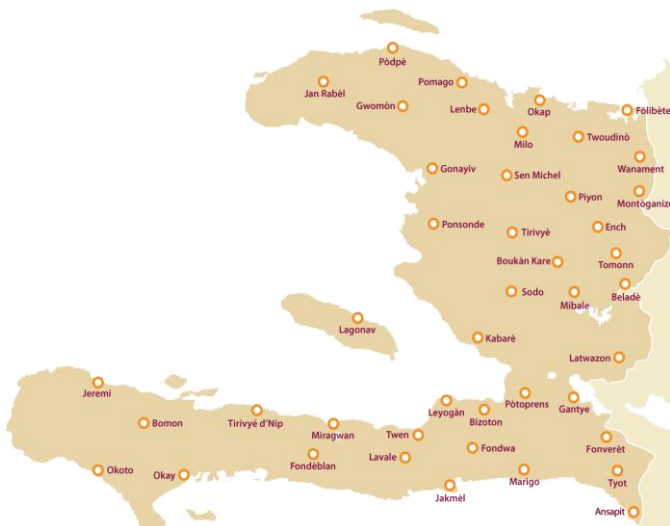 Pòdpè
Jan Rabèl
Pomago
Gwomòn
Lenbe
Okap
Fòlibète
Milo
Twoudinò
Wanament
Gonayiv
Sen Michel
Piyon
Montòganize
Ponsonde
Tirivyè
Ench
Boukàn Kare
Tomonn
Sodo
Mibale
Beladè
Lagonav
Kabarè
Latwazon
Jeremi
Leyogàn
Pòtoprens
Gantye
Bomon
Tirivyé d'Nip
Miragwan
Twen
Bizoton
Fonverèt
Fondèblan
Lavale
Fondwa
Okoto
Okay
Jakmèl
Marigo
Tyot
Ansapit